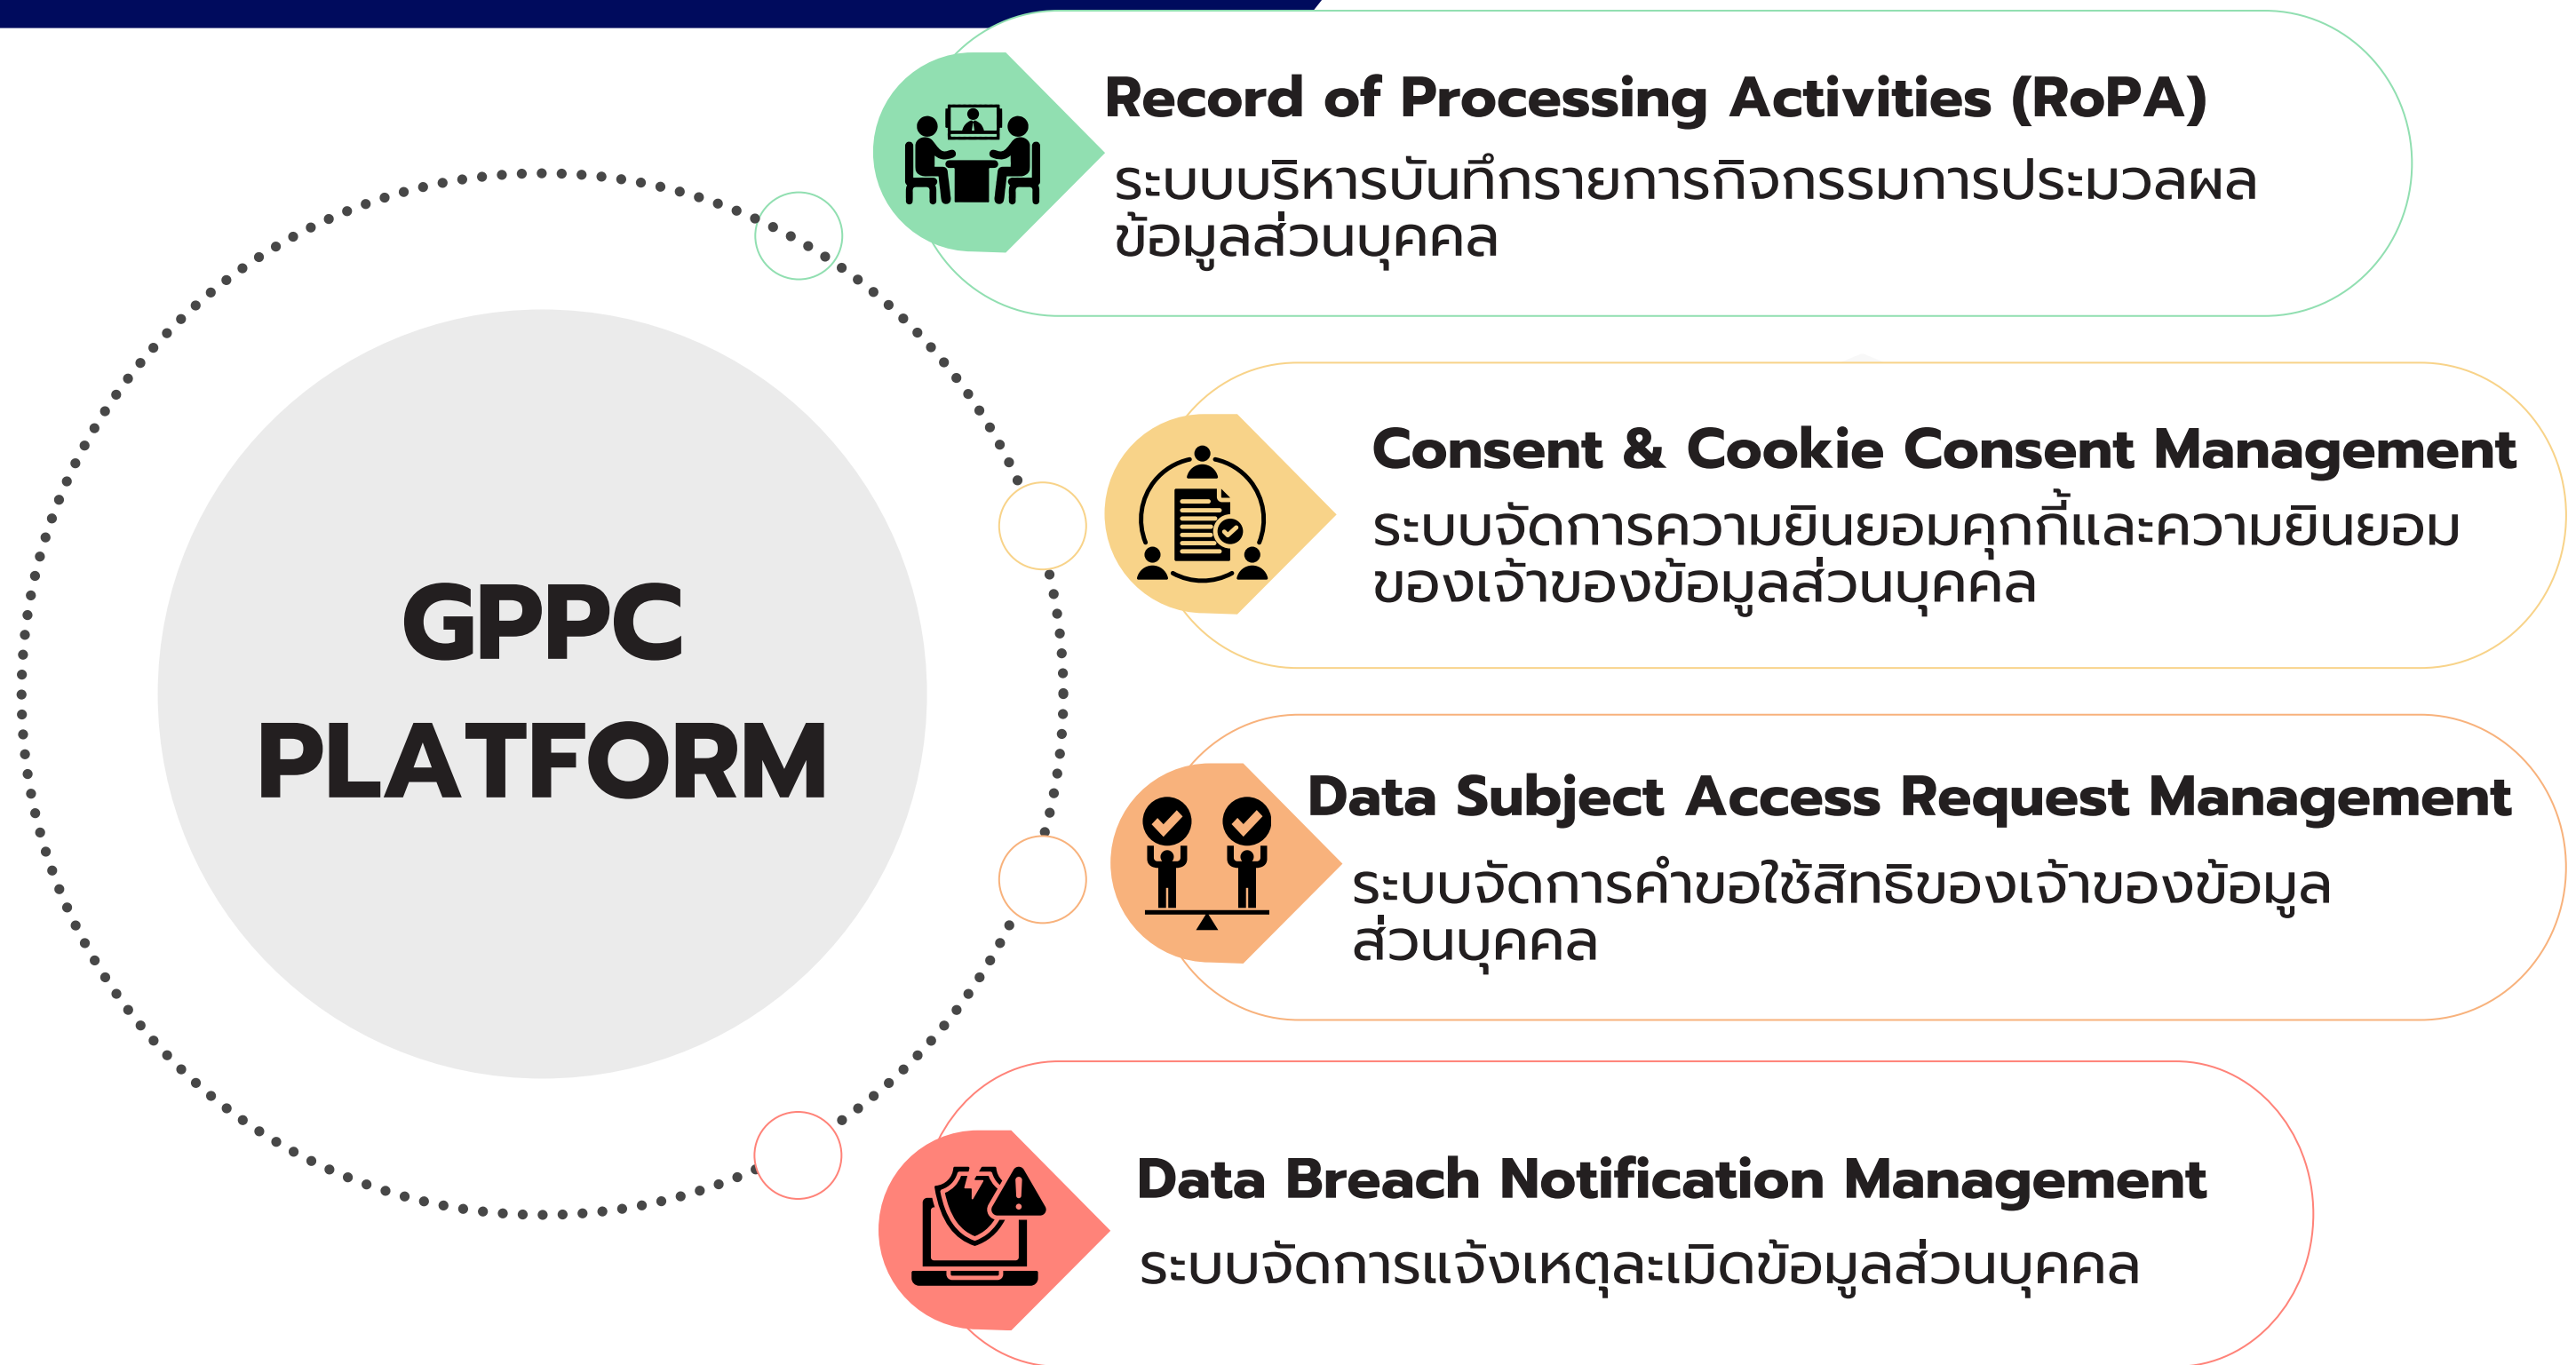 GPPC
PLATFORM
Record of Processing Activities (RoPA)
ระบบบริหารบันทึกรายการกิจกรรมการประมวลผล
ข้อมูลส่วนบุคคล
Consent & Cookie Consent Management
ระบบจัดการความยินยอมคุกกี้และความยินยอม
ของเจ้าของข้อมูลส่วนบุคคล
Data Subject Access Request Management
ระบบจัดการคำขอใช้สิทธิของเจ้าของข้อมูล
ส่วนบุคคล
Data Breach Notification Management
ระบบจัดการแจ้งเหตุละเมิดข้อมูลส่วนบุคคล